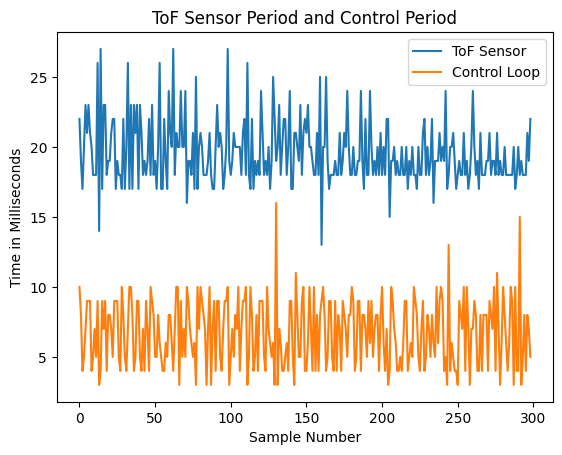 ToF Sensor Period and Control Period
ToF Sensor
Control Loop
Time in Milliseconds
25
20
15
10
5
0
50
100
150
200
250
300
Sample Number